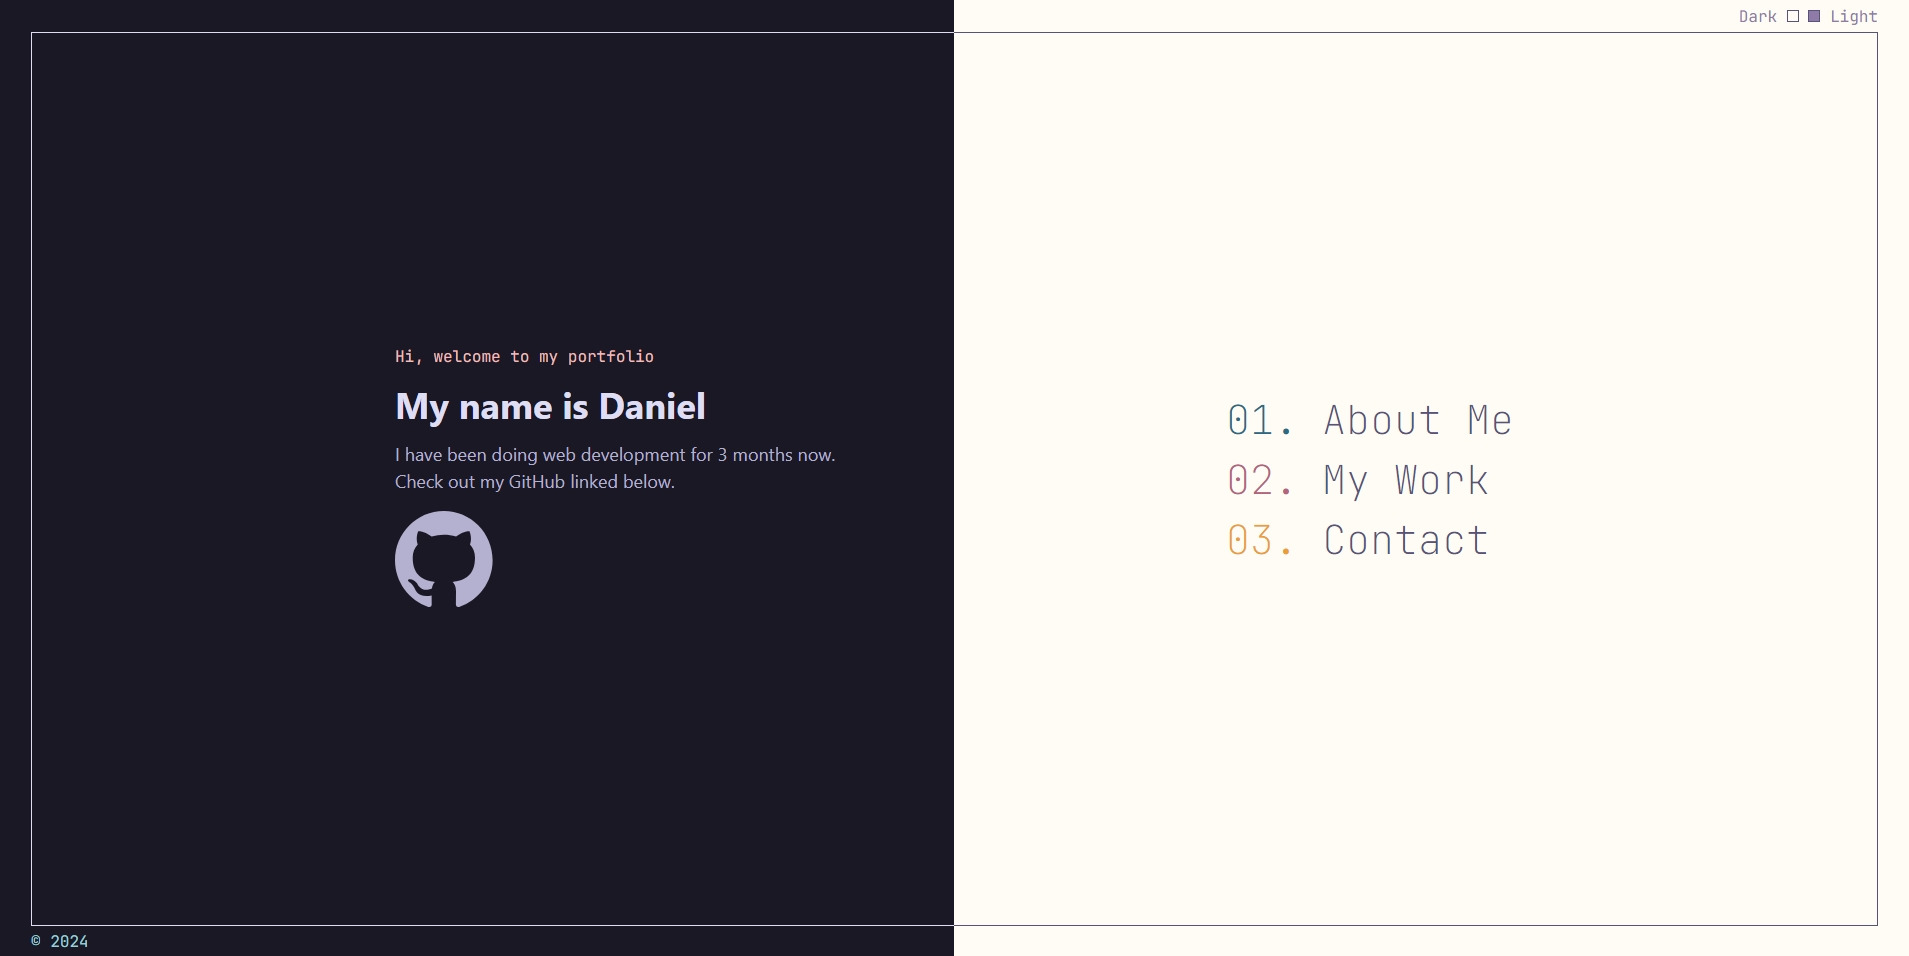 Dark Light
Hi, welcome to my portfolio
My name is Daniel
I have been doing web development for 3 months now.
Check out my GitHub linked below.
01. About Me
02. My Work
03. Contact
© 2024